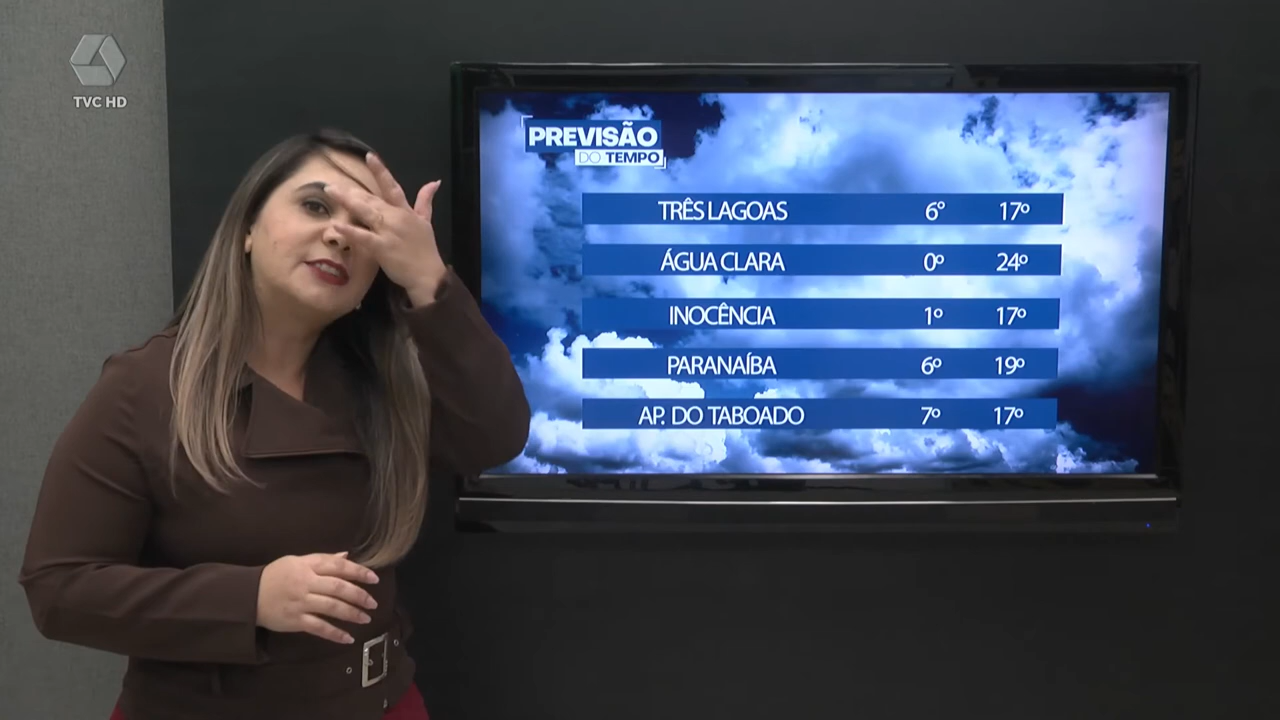 TVC HD
PREVISÃO
DO TEMPO
TRÊS LAGOAS 6° 17º
ÁGUA CLARA 0º 24º
INOCÊNCIA 1º 17º
PARANAÍBA 6º 19º
AP. DO TABOADO 7º 17º